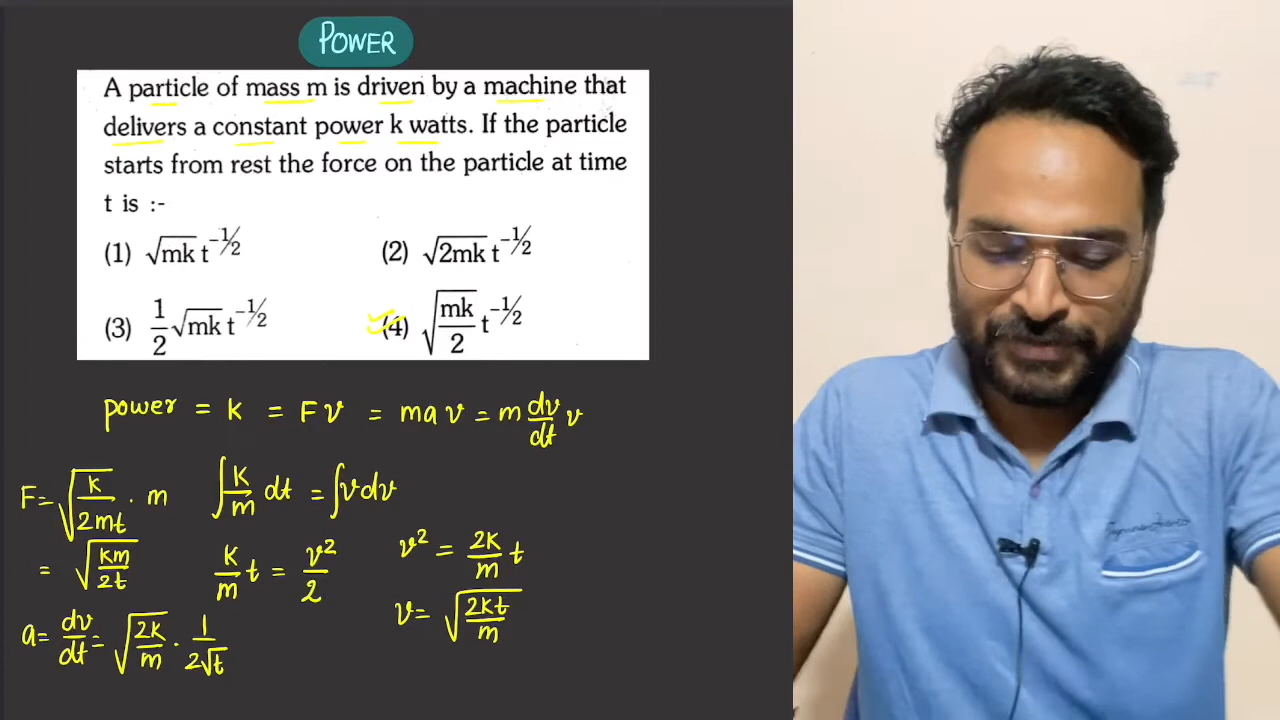 POWER
A particle of mass m is driven by a machine that
delivers a constant power k watts. If the particle
starts from rest the force on the particle at time
t is :-
(1) √mk t^-1/2 (2) √2mk t^-1/2
(3) 1/2 √mk t^-1/2 (4) √(mk/2) t^-1/2
power = K = Fv = mav = m dv/dt v
F = √(k/2mt) · m
= √(km/2t)
a = dv/dt = √(2k/m) · 1/2√t
∫ K/m dt = ∫ v dv
k/m t = v²/2
v² = 2k/m t
v = √(2kt/m)